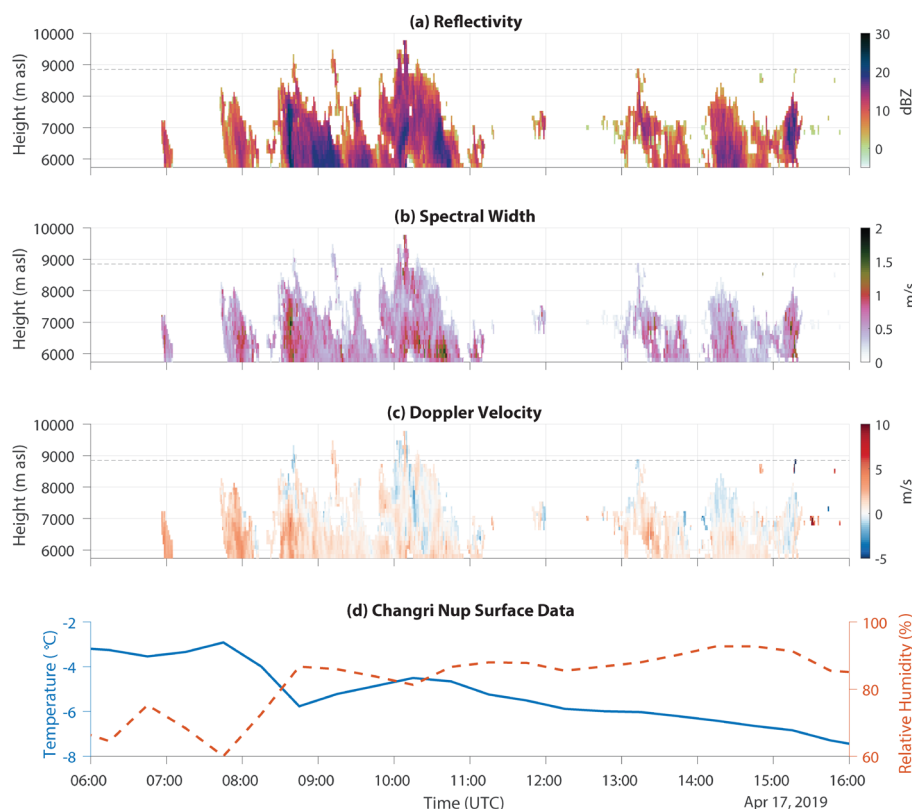 (a) Reflectivity
10000
9000
8000
7000
6000
Height (m asl)
30
20
10
0
dBZ
(b) Spectral Width
10000
9000
8000
7000
6000
Height (m asl)
2
1.5
1
0.5
0
m/s
(c) Doppler Velocity
10000
9000
8000
7000
6000
Height (m asl)
10
5
0
-5
m/s
(d) Changri Nup Surface Data
-2
-4
-6
-8
Temperature ( °C)
100
80
60
Relative Humidity (%)
06:00 07:00 08:00 09:00 10:00 11:00 12:00 13:00 14:00 15:00 16:00
Time (UTC)
Apr 17, 2019